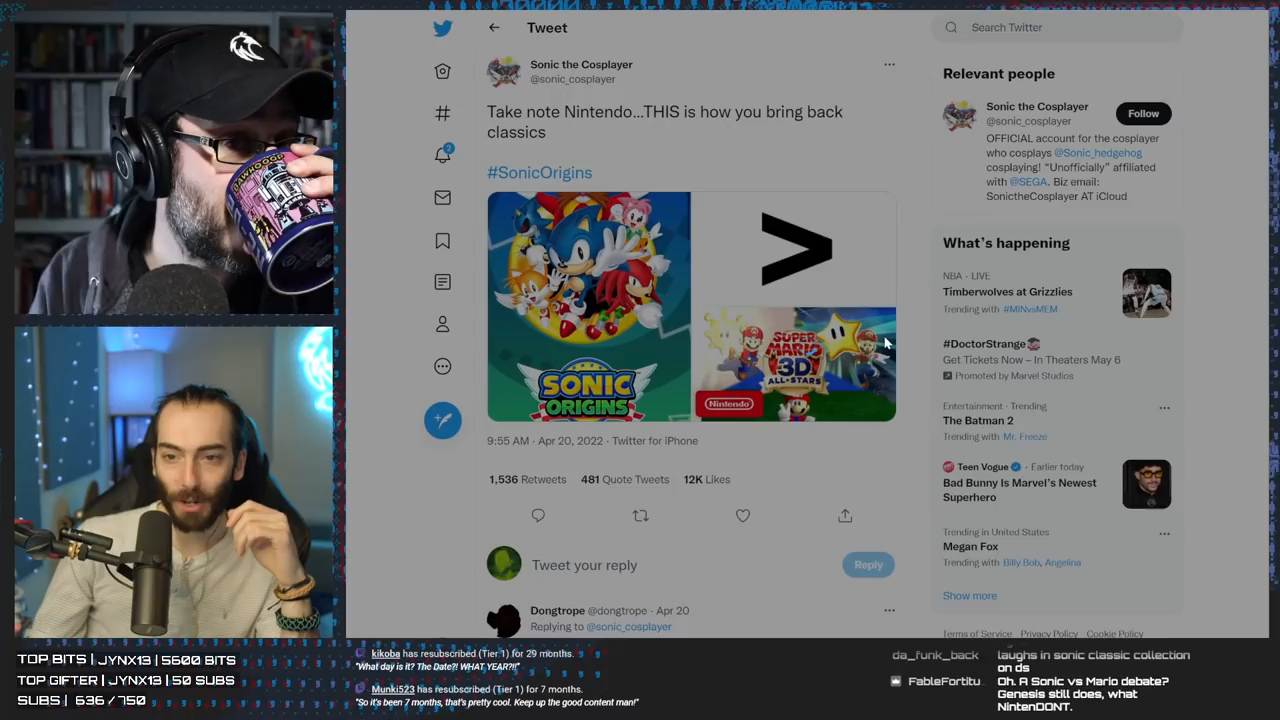 Tweet
Search Twitter
Sonic the Cosplayer
@sonic_cosplayer
Take note Nintendo...THIS is how you bring back
classics
#SonicOrigins
>
SONIC
ORIGINS
SUPER
MARIO
3D
ALL★STARS
Nintendo
9:55 AM · Apr 20, 2022 · Twitter for iPhone
1,536 Retweets 481 Quote Tweets 12K Likes
Tweet your reply
Reply
Dongtrope @dongtrope · Apr 20
Replying to @sonic_cosplayer
2
Relevant people
Sonic the Cosplayer
@sonic_cosplayer
Follow
OFFICIAL account for the cosplayer
who cosplays @Sonic_hedgehog
cosplaying! “Unofficially” affiliated
with @SEGA. Biz email:
SonictheCosplayer AT iCloud
What’s happening
NBA · LIVE
Timberwolves at Grizzlies
Trending with #MINvsMEM
#DoctorStrange
Get Tickets Now – In Theaters May 6
Promoted by Marvel Studios
Entertainment · Trending
The Batman 2
Trending with Mr. Freeze
Teen Vogue · Earlier today
Bad Bunny Is Marvel’s Newest
Superhero
Trending in United States
Megan Fox
Trending with Billy Bob, Angelina
Show more
Terms of Service Privacy Policy Cookie Policy
TOP BITS | JYNX13 | 5600 BITS
TOP GIFTER | JYNX13 | 50 SUBS
SUBS | 636/750
kikoba has resubscribed (Tier 1) for 29 months.
"What day is it? The Date?! WHAT YEAR?!!"
Munki523 has resubscribed (Tier 1) for 7 months.
"So it's been 7 months, that's pretty cool. Keep up the good content man!"
da_funk_back laughs in sonic classic collection
on ds
FableFortitu Oh. A Sonic vs Mario debate?
Genesis still does, what
NintenDONT.